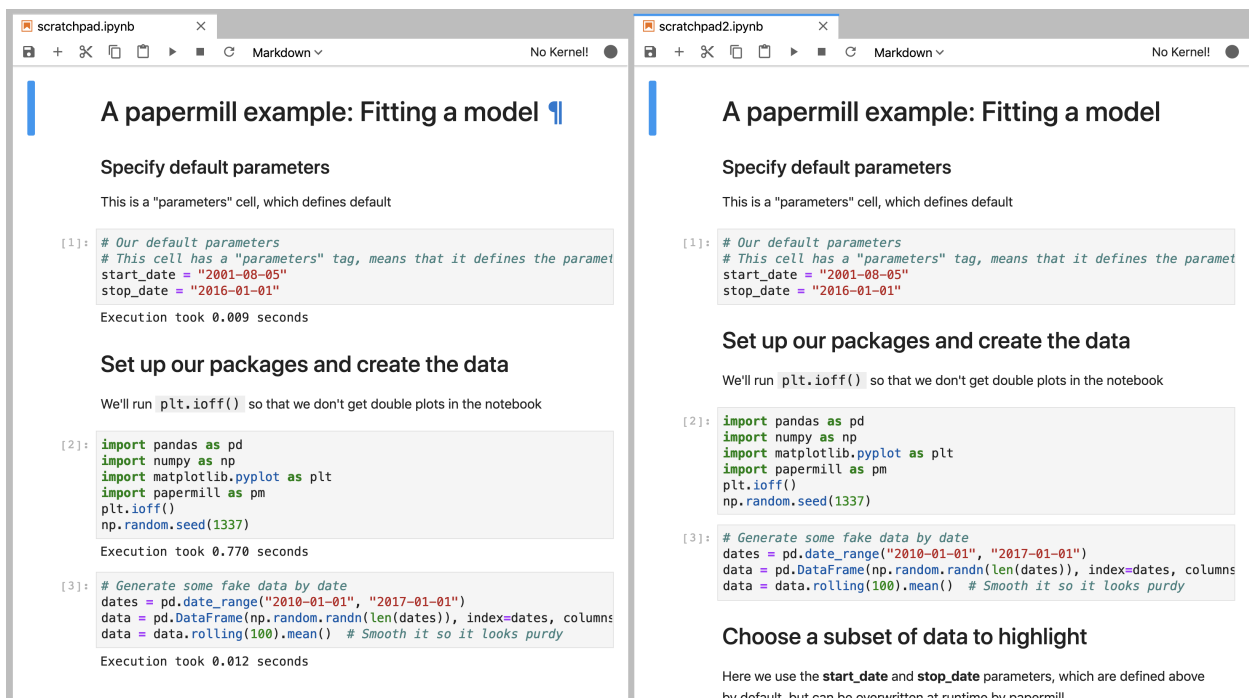 scratchpad.ipynb
Markdown
No Kernel!
A papermill example: Fitting a model ¶
Specify default parameters
This is a "parameters" cell, which defines default
[1]:
# Our default parameters
# This cell has a "parameters" tag, means that it defines the paramet
start_date = "2001-08-05"
stop_date = "2016-01-01"
Execution took 0.009 seconds
Set up our packages and create the data
We'll run plt.ioff() so that we don't get double plots in the notebook
[2]:
import pandas as pd
import numpy as np
import matplotlib.pyplot as plt
import papermill as pm
plt.ioff()
np.random.seed(1337)
Execution took 0.770 seconds
[3]:
# Generate some fake data by date
dates = pd.date_range("2010-01-01", "2017-01-01")
data = pd.DataFrame(np.random.randn(len(dates)), index=dates, columns
data = data.rolling(100).mean()  # Smooth it so it looks purdy
Execution took 0.012 seconds
scratchpad2.ipynb
Markdown
No Kernel!
A papermill example: Fitting a model
Specify default parameters
This is a "parameters" cell, which defines default
[1]:
# Our default parameters
# This cell has a "parameters" tag, means that it defines the paramet
start_date = "2001-08-05"
stop_date = "2016-01-01"
Set up our packages and create the data
We'll run plt.ioff() so that we don't get double plots in the notebook
[2]:
import pandas as pd
import numpy as np
import matplotlib.pyplot as plt
import papermill as pm
plt.ioff()
np.random.seed(1337)
[3]:
# Generate some fake data by date
dates = pd.date_range("2010-01-01", "2017-01-01")
data = pd.DataFrame(np.random.randn(len(dates)), index=dates, columns
data = data.rolling(100).mean()  # Smooth it so it looks purdy
Choose a subset of data to highlight
Here we use the start_date and stop_date parameters, which are defined above
by default, but can be overwritten at runtime by papermill.